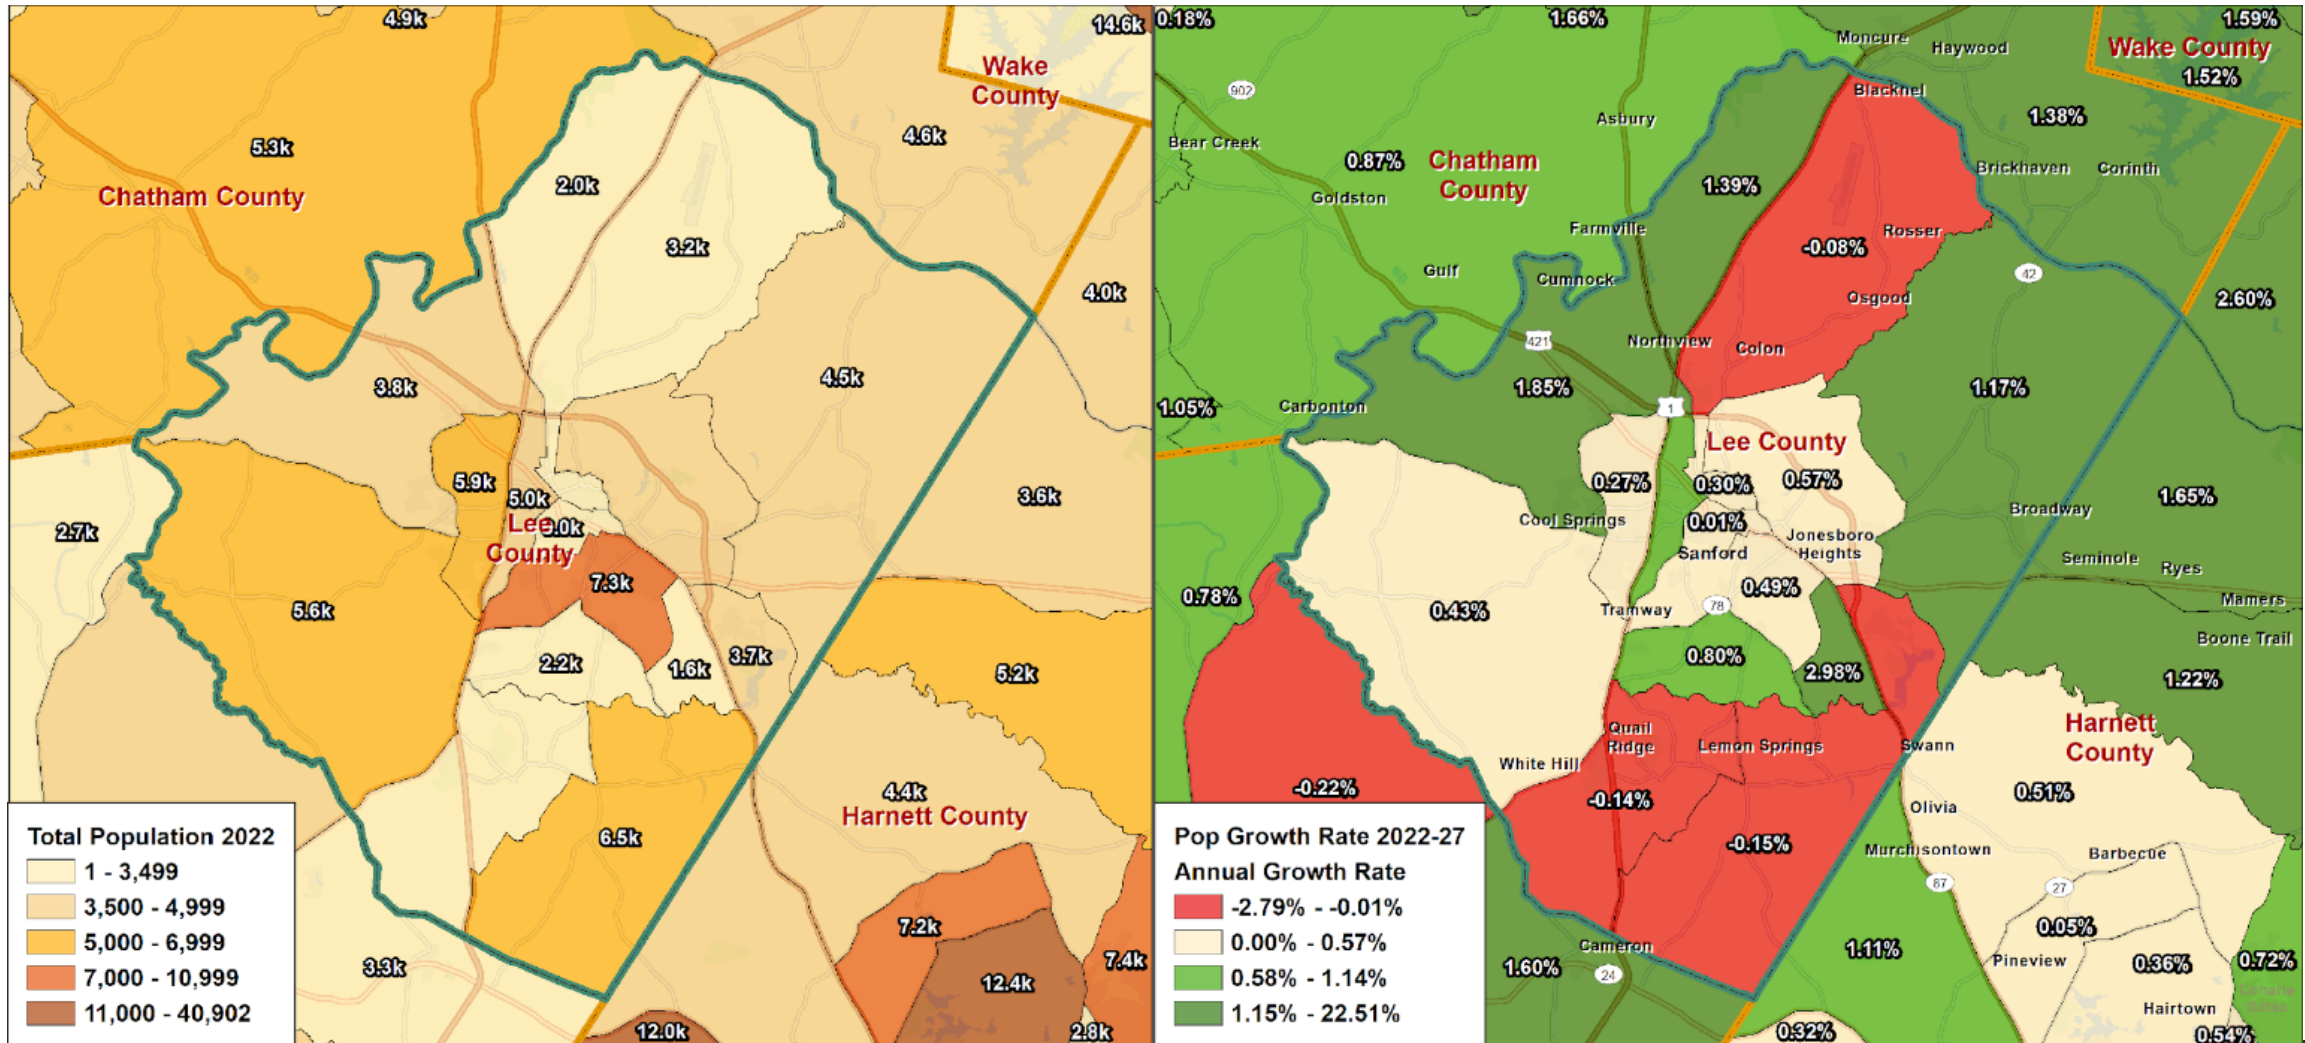 4.9k
14.6k
Wake
County
4.6k
5.3k
Chatham County
2.0k
3.2k
4.0k
4.5k
3.8k
5.9k
5.0k
3.6k
2.7k
Lee
County
7.3k
5.6k
2.2k
1.6k
3.7k
5.2k
4.4k
Harnett County
6.5k
7.2k
3.3k
12.4k
7.4k
12.0k
2.8k
Total Population 2022
1 - 3,499
3,500 - 4,999
5,000 - 6,999
7,000 - 10,999
11,000 - 40,902
0.18%
1.66%
1.59%
Moncure
Haywood
Wake County
1.52%
902
Blacknel
Asbury
1.38%
Bear Creek
0.87%
Chatham
County
Brickhaven
Corinth
1.39%
Goldston
Farmville
Rosser
-0.08%
Gulf
Cumnock
42
Osgood
2.60%
421
Northview
Colon
1.85%
1.17%
1.05%
Carbonton
1
Lee County
0.27%
0.30%
0.57%
1.65%
Broadway
Cool Springs
0.01%
Sanford
Jonesboro
Heights
Seminole
Ryes
0.78%
0.43%
0.49%
Tramway
78
Mamers
Boone Trail
0.80%
2.98%
1.22%
Harnett
County
Quail
Ridge
Lemon Springs
Swann
White Hill
-0.22%
-0.14%
0.51%
Olivia
-0.15%
Murchisontown
Barbecue
87
27
0.05%
Cameron
1.11%
1.60%
24
Pineview
0.36%
0.72%
Hairtown
0.32%
0.54%
Pop Growth Rate 2022-27
Annual Growth Rate
-2.79% - -0.01%
0.00% - 0.57%
0.58% - 1.14%
1.15% - 22.51%